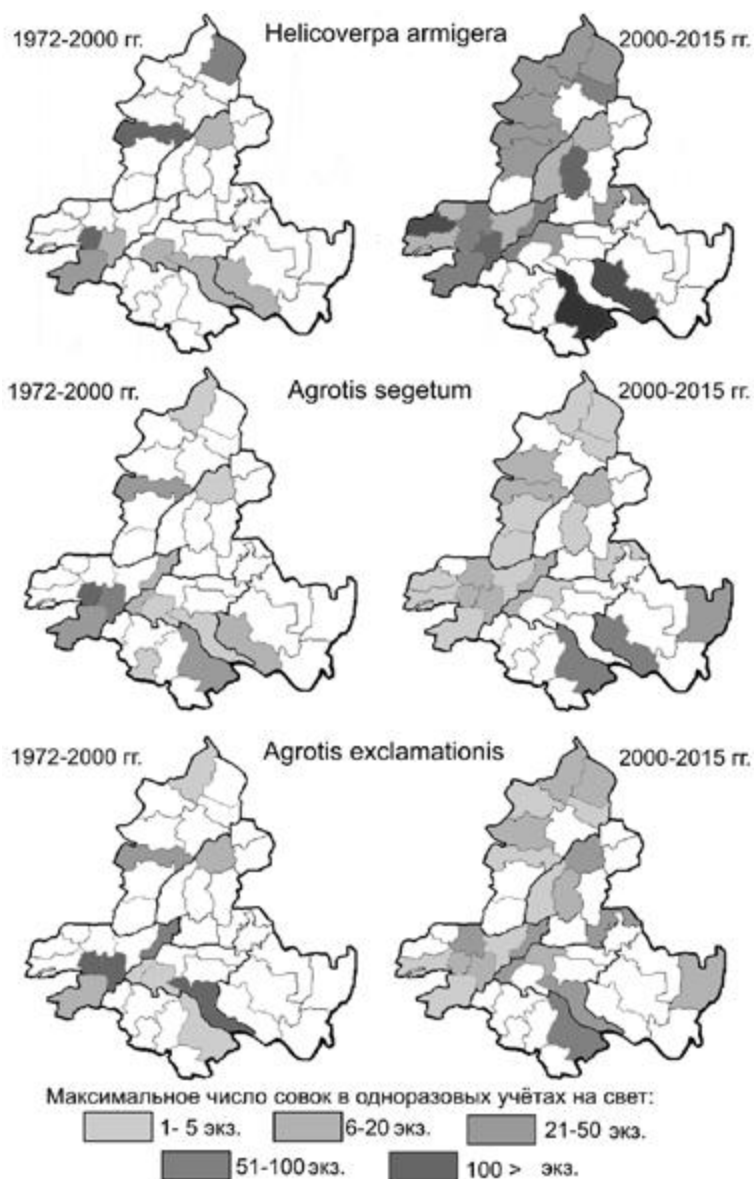 1972-2000 гг. Helicoverpa armigera 2000-2015 гг.
1972-2000 гг. Agrotis segetum 2000-2015 гг.
1972-2000 гг. Agrotis exclamationis 2000-2015 гг.
Максимальное число совок в одноразовых учётах на свет:
1- 5 экз. 6-20 экз. 21-50 экз.
51-100 экз. 100 > экз.